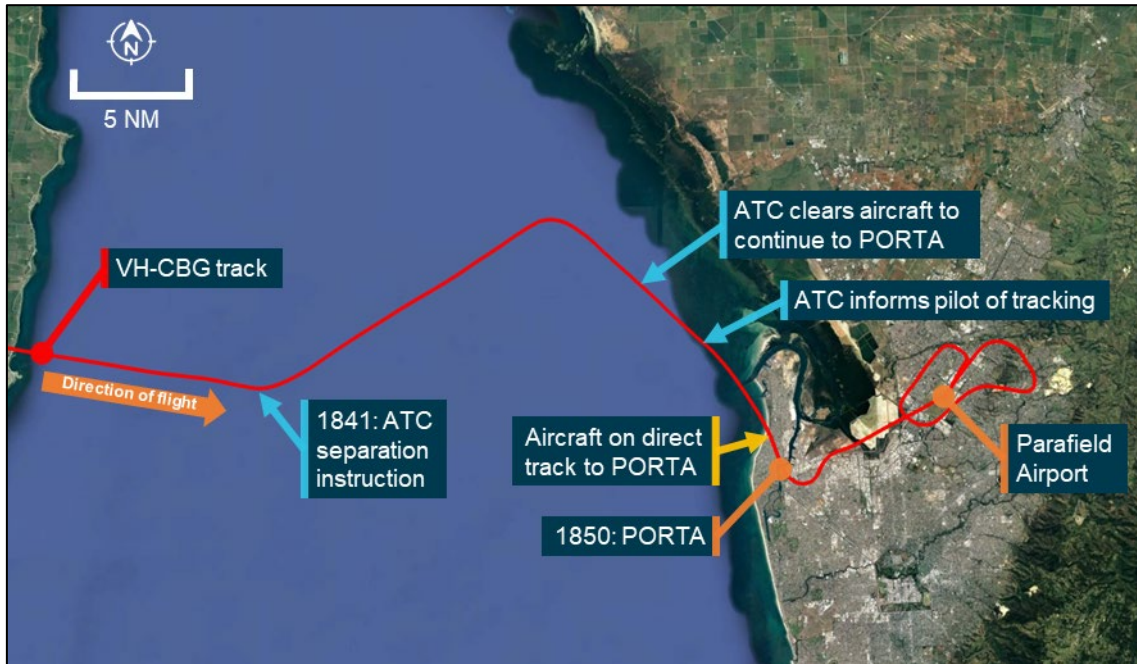 N
5 NM
VH-CBG track
Direction of flight
1841: ATC
separation
instruction
ATC clears aircraft to
continue to PORTA
ATC informs pilot of tracking
Aircraft on direct
track to PORTA
1850: PORTA
Parafield
Airport